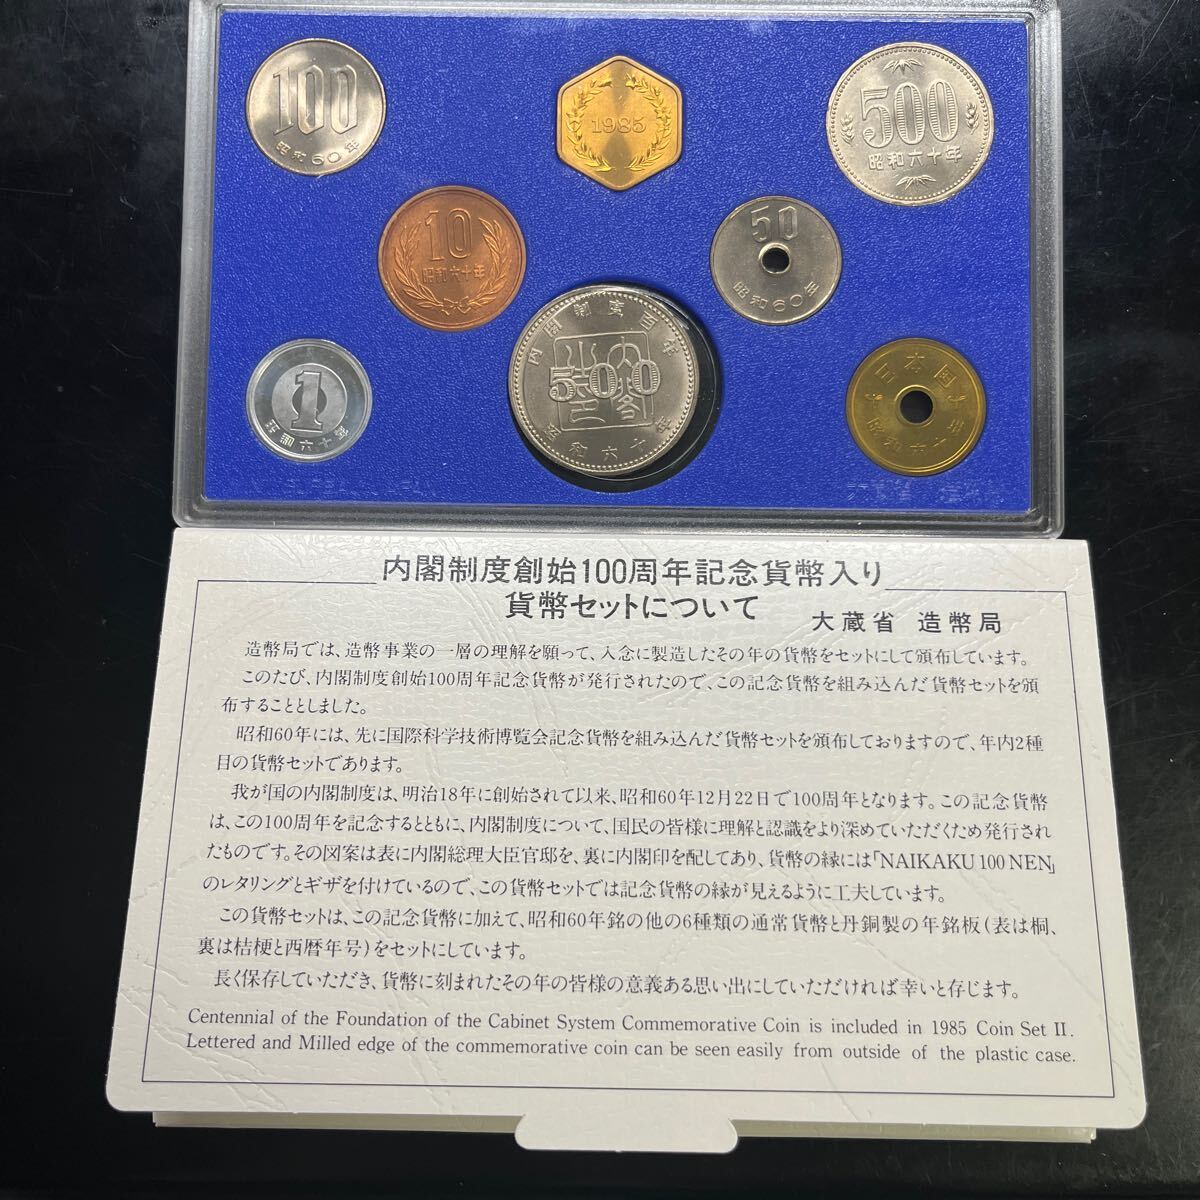 100
昭和60年
1985
500
昭和六十年
10
昭和六十年
50
昭和60年
1
昭和六十年
内閣制度百年
500
昭和六十年
日本国
昭和六十年
内閣制度創始100周年記念貨幣入り
貨幣セットについて
大蔵省 造幣局
造幣局では、造幣事業の一層の理解を願って、入念に製造したその年の貨幣をセットにして頒布しています。
このたび、内閣制度創始100周年記念貨幣が発行されたので、この記念貨幣を組み込んだ貨幣セットを頒
布することとしました。
昭和60年には、先に国際科学技術博覧会記念貨幣を組み込んだ貨幣セットを頒布しておりますので、年内2種
目の貨幣セットであります。
我が国の内閣制度は、明治18年に創始されて以来、昭和60年12月22日で100周年となります。この記念貨幣
は、この100周年を記念するとともに、内閣制度について、国民の皆様に理解と認識をより深めていただくため発行され
たものです。その図案は表に内閣総理大臣官邸を、裏に内閣印を配してあり、貨幣の縁には「NAIKAKU 100 NEN」
のレタリングとギザを付けているので、この貨幣セットでは記念貨幣の縁が見えるように工夫しています。
この貨幣セットは、この記念貨幣に加えて、昭和60年銘の他の6種類の通常貨幣と丹銅製の年銘板(表は桐、
裏は桔梗と西暦年号)をセットにしています。
長く保存していただき、貨幣に刻まれたその年の皆様の意義ある思い出にしていただければ幸いと存じます。
Centennial of the Foundation of the Cabinet System Commemorative Coin is included in 1985 Coin Set II.
Lettered and Milled edge of the commemorative coin can be seen easily from outside of the plastic case.